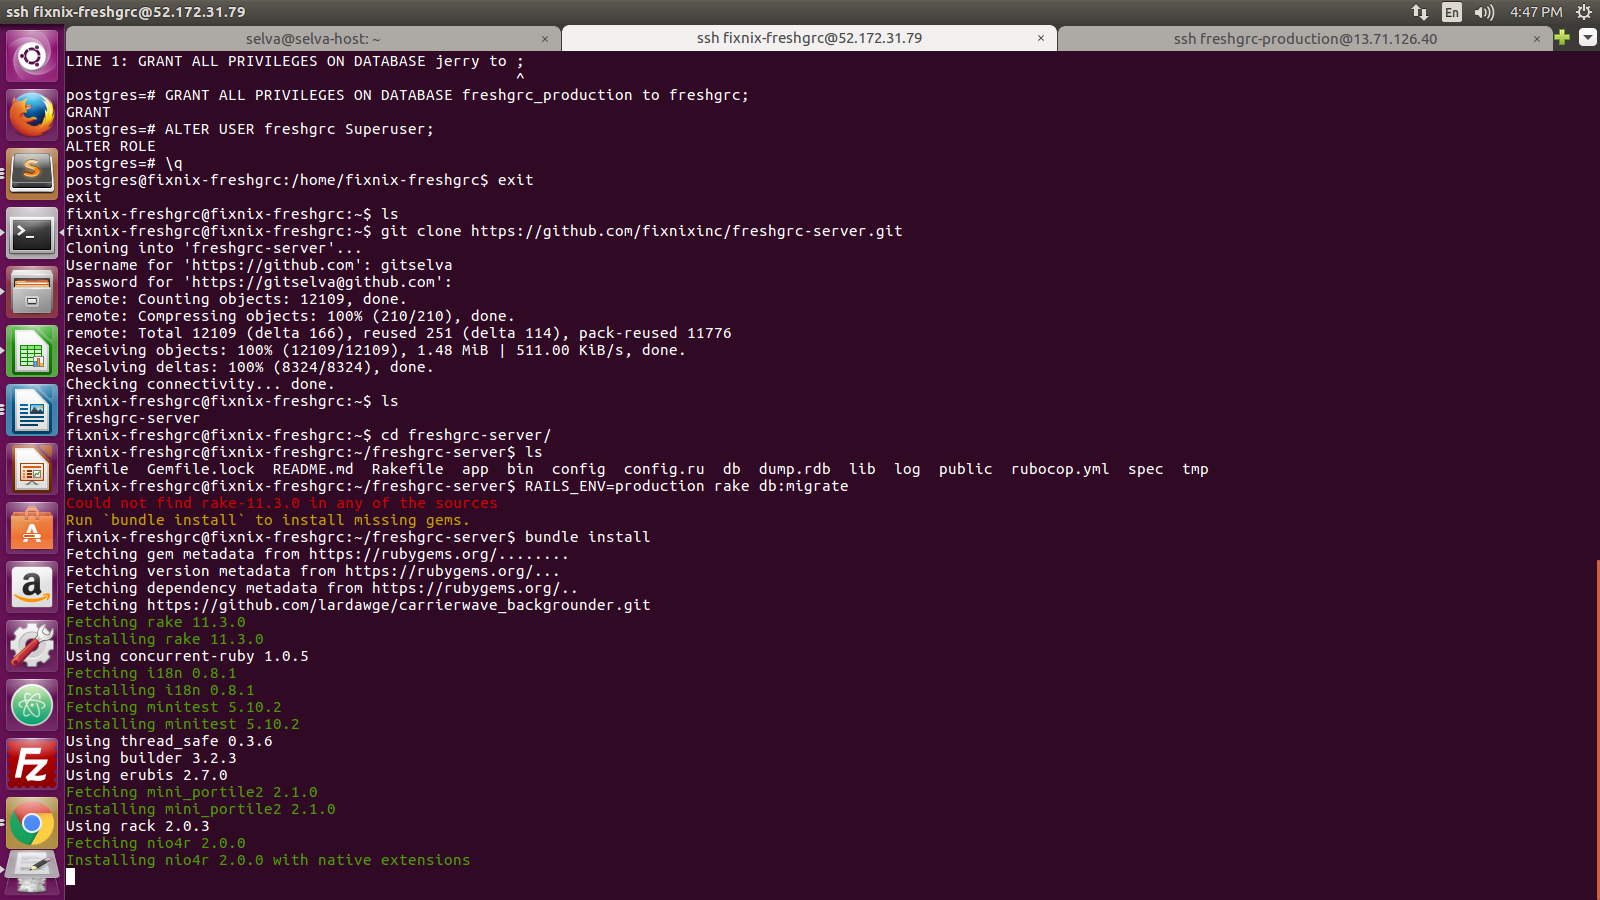 ssh fixnix-freshgrc@52.172.31.79
En
4:47 PM
selva@selva-host: ~ ×
ssh fixnix-freshgrc@52.172.31.79 ×
ssh freshgrc-production@13.71.126.40 ×
LINE 1: GRANT ALL PRIVILEGES ON DATABASE jerry to ;
^
postgres=# GRANT ALL PRIVILEGES ON DATABASE freshgrc_production to freshgrc;
GRANT
postgres=# ALTER USER freshgrc Superuser;
ALTER ROLE
postgres=# \q
postgres@fixnix-freshgrc:/home/fixnix-freshgrc$ exit
exit
fixnix-freshgrc@fixnix-freshgrc:~$ ls
fixnix-freshgrc@fixnix-freshgrc:~$ git clone https://github.com/fixnixinc/freshgrc-server.git
Cloning into 'freshgrc-server'...
Username for 'https://github.com': gitselva
Password for 'https://gitselva@github.com':
remote: Counting objects: 12109, done.
remote: Compressing objects: 100% (210/210), done.
remote: Total 12109 (delta 166), reused 251 (delta 114), pack-reused 11776
Receiving objects: 100% (12109/12109), 1.48 MiB | 511.00 KiB/s, done.
Resolving deltas: 100% (8324/8324), done.
Checking connectivity... done.
fixnix-freshgrc@fixnix-freshgrc:~$ ls
freshgrc-server
fixnix-freshgrc@fixnix-freshgrc:~$ cd freshgrc-server/
fixnix-freshgrc@fixnix-freshgrc:~/freshgrc-server$ ls
Gemfile  Gemfile.lock  README.md  Rakefile  app  bin  config  config.ru  db  dump.rdb  lib  log  public  rubocop.yml  spec  tmp
fixnix-freshgrc@fixnix-freshgrc:~/freshgrc-server$ RAILS_ENV=production rake db:migrate
Could not find rake-11.3.0 in any of the sources
Run `bundle install` to install missing gems.
fixnix-freshgrc@fixnix-freshgrc:~/freshgrc-server$ bundle install
Fetching gem metadata from https://rubygems.org/........
Fetching version metadata from https://rubygems.org/...
Fetching dependency metadata from https://rubygems.org/..
Fetching https://github.com/lardawge/carrierwave_backgrounder.git
Fetching rake 11.3.0
Installing rake 11.3.0
Using concurrent-ruby 1.0.5
Fetching i18n 0.8.1
Installing i18n 0.8.1
Fetching minitest 5.10.2
Installing minitest 5.10.2
Using thread_safe 0.3.6
Using builder 3.2.3
Using erubis 2.7.0
Fetching mini_portile2 2.1.0
Installing mini_portile2 2.1.0
Using rack 2.0.3
Fetching nio4r 2.0.0
Installing nio4r 2.0.0 with native extensions